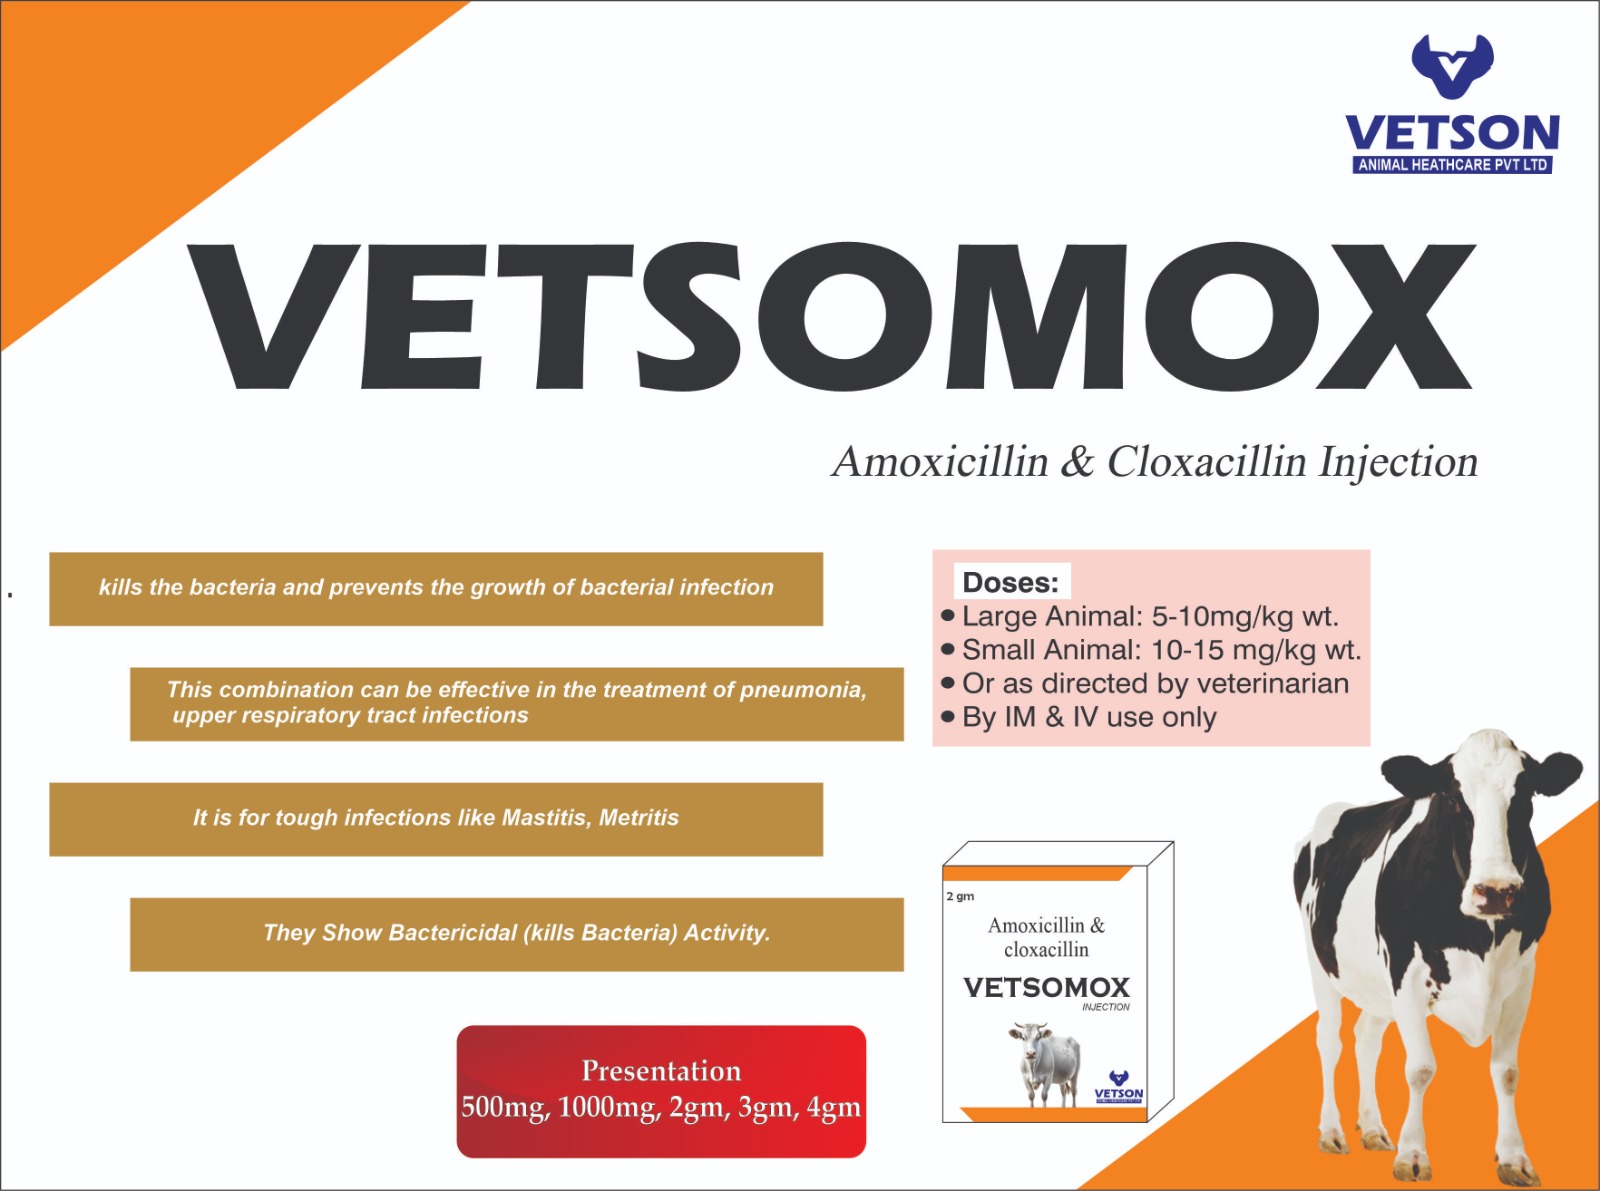 VETSON
ANIMAL HEATHCARE PVT LTD
VETSOMOX
Amoxicillin & Cloxacillin Injection
kills the bacteria and prevents the growth of bacterial infection
This combination can be effective in the treatment of pneumonia,
upper respiratory tract infections
It is for tough infections like Mastitis, Metritis
They Show Bactericidal (kills Bacteria) Activity.
Doses:
• Large Animal: 5-10mg/kg wt.
• Small Animal: 10-15 mg/kg wt.
• Or as directed by veterinarian
• By IM & IV use only
Presentation
500mg, 1000mg, 2gm, 3gm, 4gm
2 gm
Amoxicillin &
cloxacillin
VETSOMOX
INJECTION
VETSON